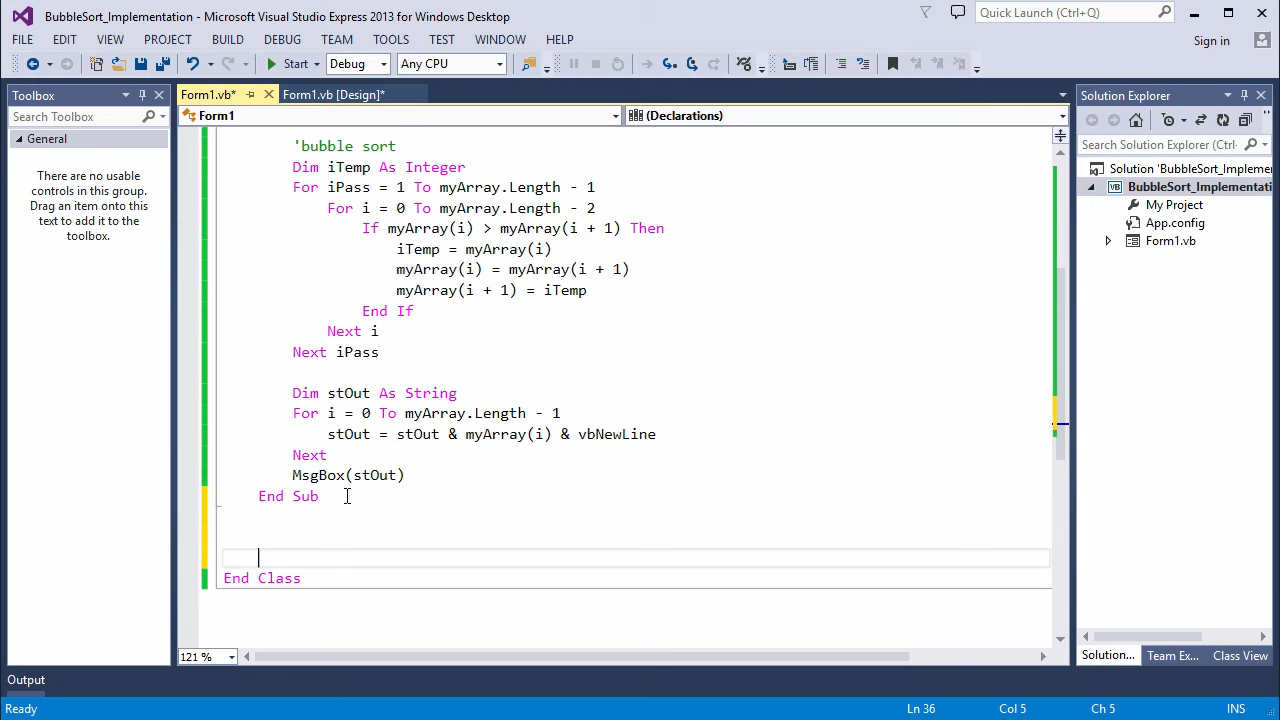 BubbleSort_Implementation - Microsoft Visual Studio Express 2013 for Windows Desktop
Quick Launch (Ctrl+Q)
FILE EDIT VIEW PROJECT BUILD DEBUG TEAM TOOLS TEST WINDOW HELP
Sign in
Start Debug Any CPU
Toolbox
Search Toolbox
General
There are no usable
controls in this group.
Drag an item onto this
text to add it to the
toolbox.
Form1.vb* Form1.vb [Design]*
Form1 (Declarations)
'bubble sort
Dim iTemp As Integer
For iPass = 1 To myArray.Length - 1
For i = 0 To myArray.Length - 2
If myArray(i) > myArray(i + 1) Then
iTemp = myArray(i)
myArray(i) = myArray(i + 1)
myArray(i + 1) = iTemp
End If
Next i
Next iPass
Dim stOut As String
For i = 0 To myArray.Length - 1
stOut = stOut & myArray(i) & vbNewLine
Next
MsgBox(stOut)
End Sub
End Class
121 %
Solution Explorer
Search Solution Explorer (Ctrl-
Solution 'BubbleSort_Implemen
BubbleSort_Implementati
My Project
App.config
Form1.vb
Solution... Team Ex... Class View
Output
Ready Ln 36 Col 5 Ch 5 INS